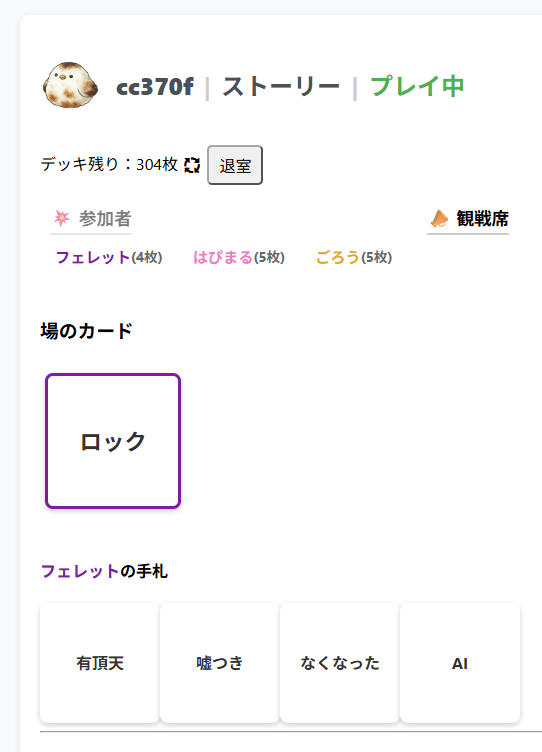 cc370f | ストーリー | プレイ中
デッキ残り：304枚 退室
参加者 観戦席
フェレット(4枚) はぴまる(5枚) ごろう(5枚)
場のカード
ロック
フェレットの手札
有頂天 嘘つき なくなった AI